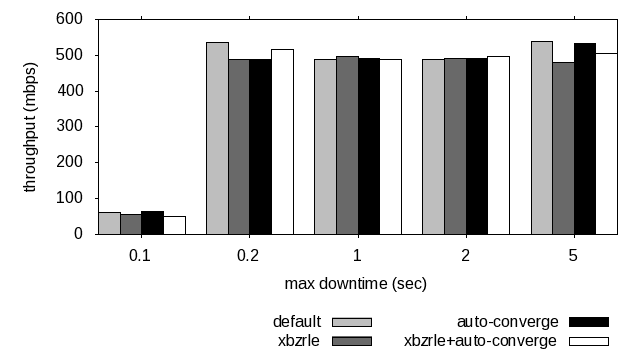 600
500
400
300
200
100
0
throughput (mbps)
0.1 0.2 1 2 5
max downtime (sec)
default auto-converge
xbzrle xbzrle+auto-converge